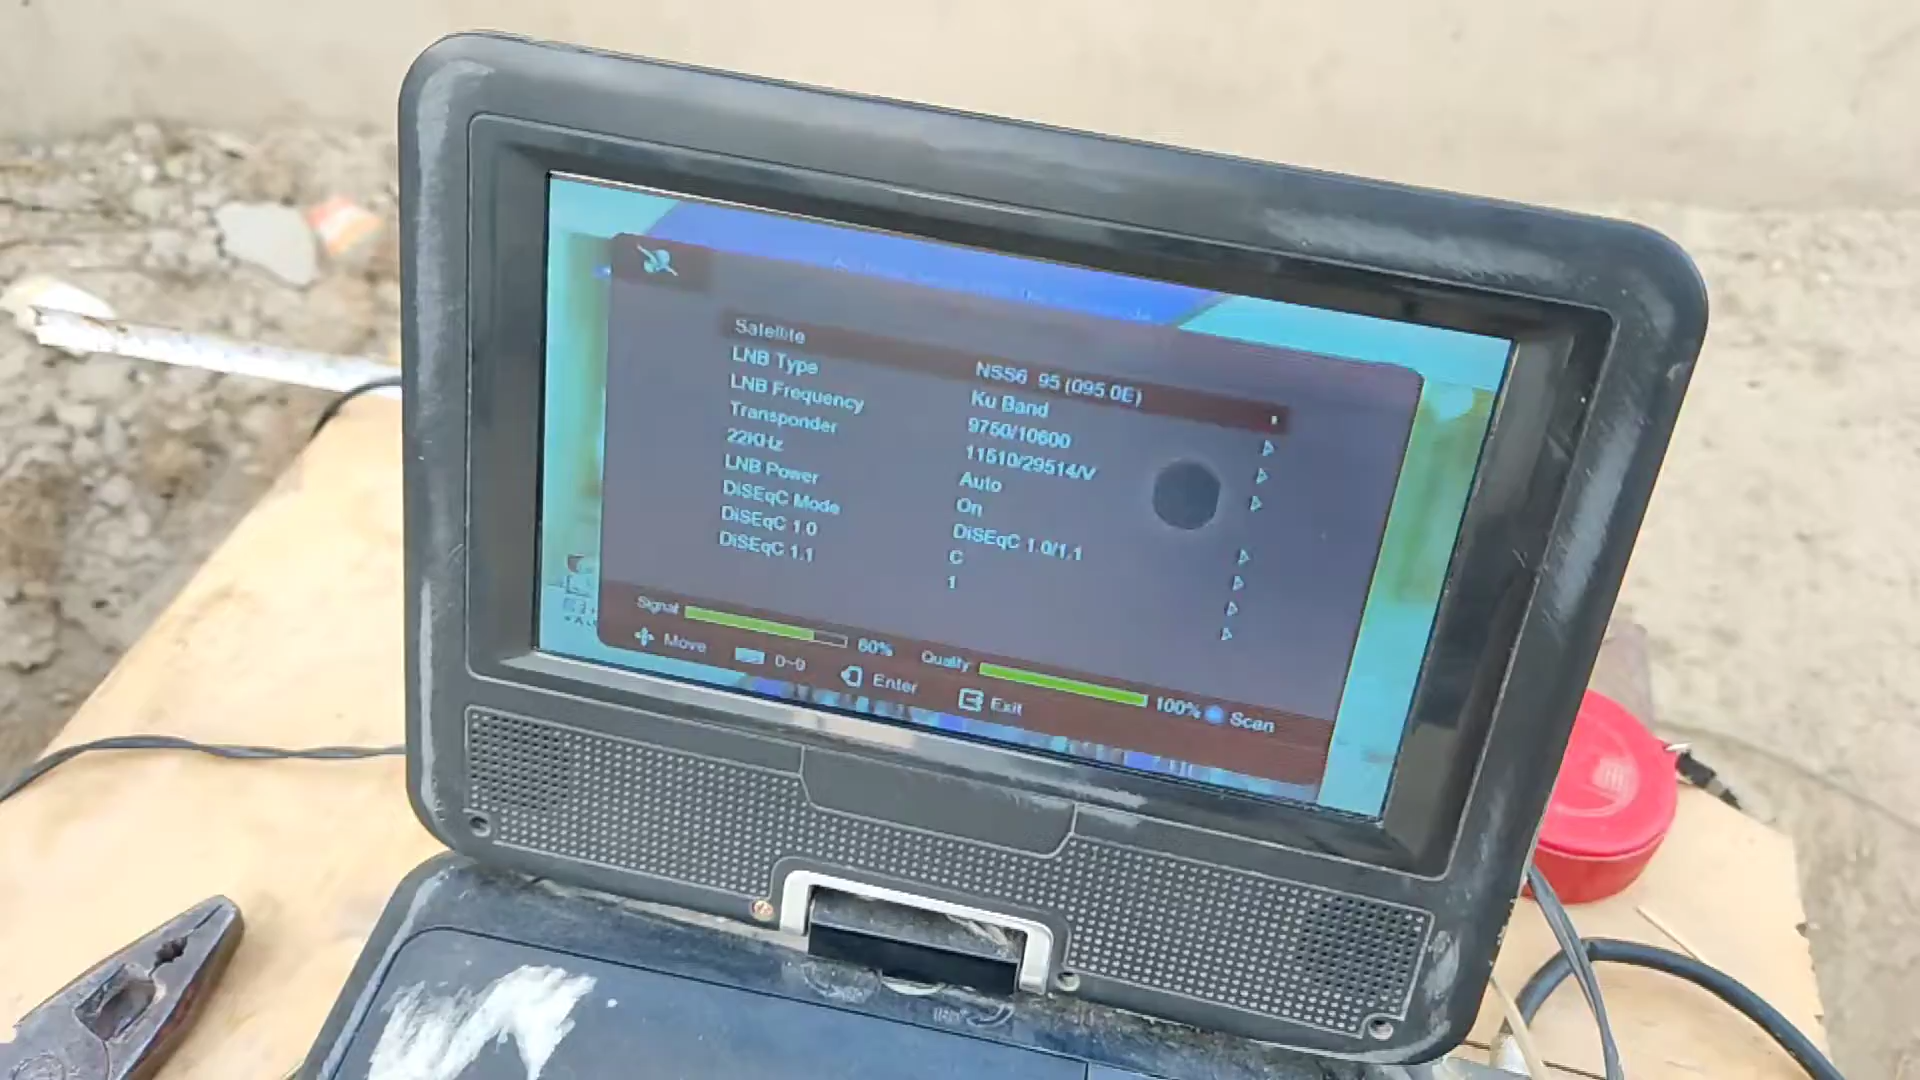 Satellite NSS6 95 (095.0E)
LNB Type Ku Band
LNB Frequency 9750/10600
Transponder 11510/29514/V
22KHz Auto
LNB Power On
DiSEqC Mode DiSEqC 1.0/1.1
DiSEqC 1.0 C
DiSEqC 1.1 1
Signal 80% Quality 100%
Move 0~9 Enter Exit Scan